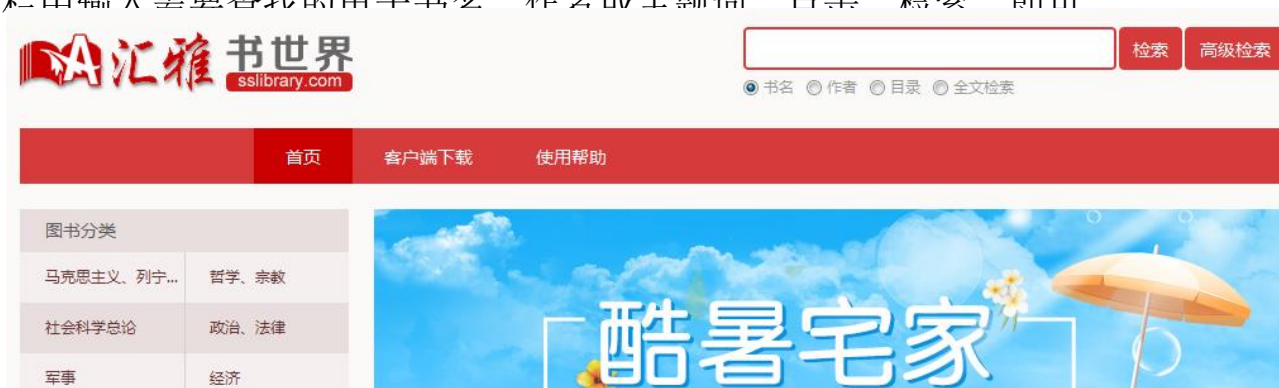 汇雅 书世界
sslibrary.com
检索 高级检索
书名 作者 目录 全文检索
首页 客户端下载 使用帮助
图书分类
马克思主义、列宁... 哲学、宗教
社会科学总论 政治、法律
军事 经济
酷暑宅家